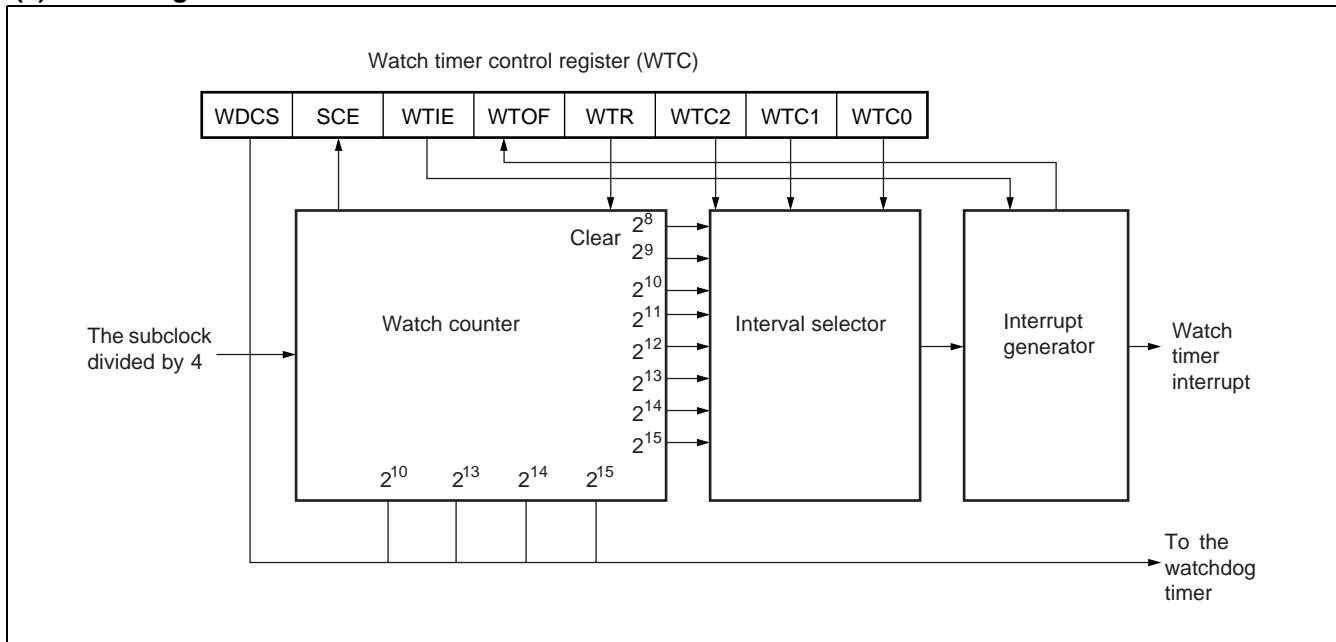 Watch timer control register (WTC)
WDCS SCE WTIE WTOF WTR WTC2 WTC1 WTC0
Clear
2^8
2^9
2^10
2^11
2^12
2^13
2^14
2^15
The subclock
divided by 4
Watch counter
Interval selector
Interrupt
generator
Watch
timer
interrupt
2^10 2^13 2^14 2^15
To the
watchdog
timer